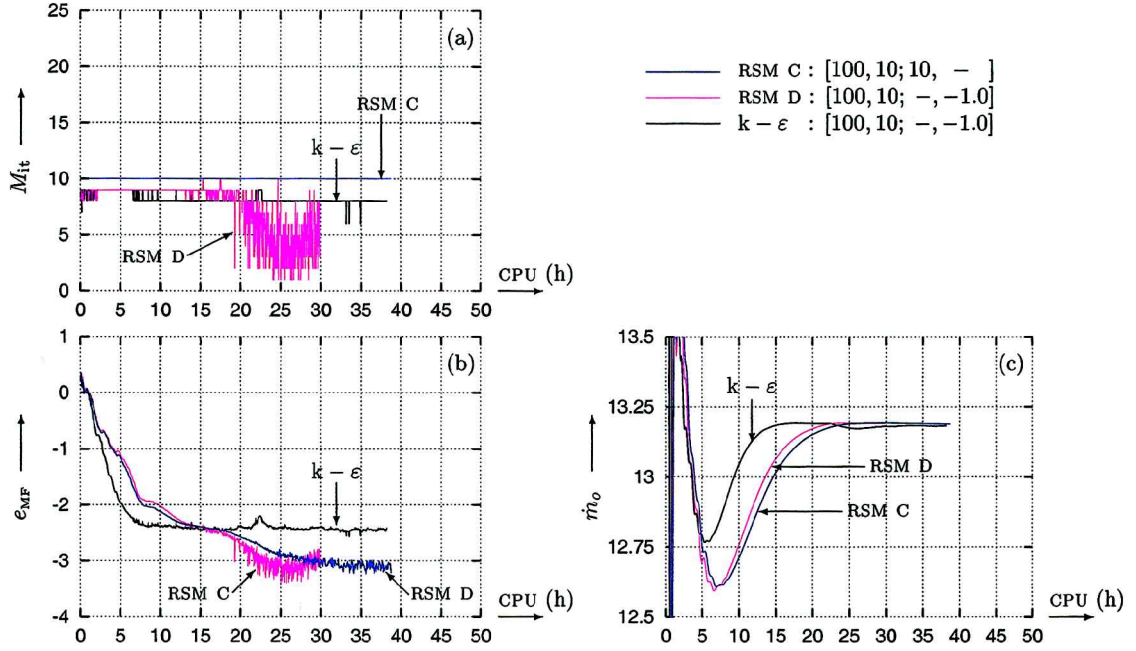 25
20
15
10
5
0
M_it
(a)
RSM C
k − ε
RSM D
CPU (h)
0 5 10 15 20 25 30 35 40 45 50
RSM C : [100, 10; 10, − ]
RSM D : [100, 10; −, −1.0]
k − ε : [100, 10; −, −1.0]
1
0
-1
-2
-3
-4
e_MF
(b)
k − ε
RSM C
RSM D
CPU (h)
0 5 10 15 20 25 30 35 40 45 50
13.5
13.25
13
12.75
12.5
ṁ_o
(c)
k − ε
RSM D
RSM C
CPU (h)
0 5 10 15 20 25 30 35 40 45 50